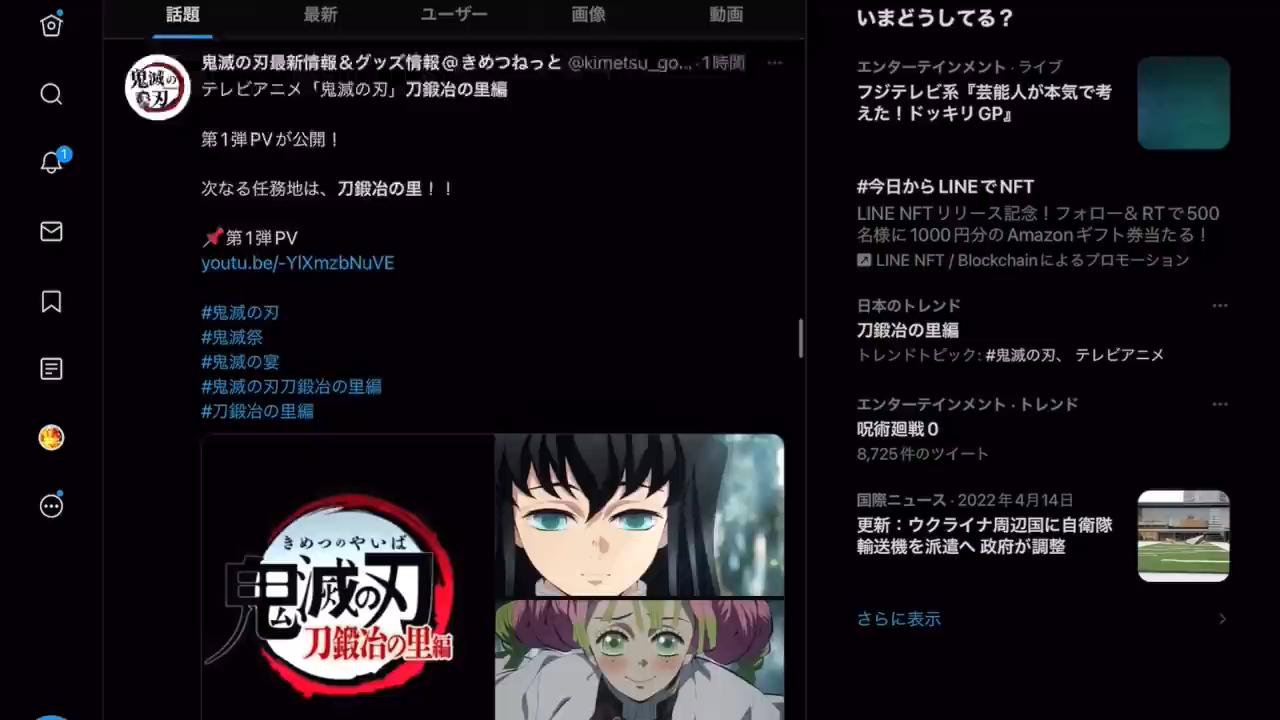 話題
最新
ユーザー
画像
動画
鬼滅の刃最新情報＆グッズ情報@きめつねっと @kimetsu_go... · 1時間
テレビアニメ「鬼滅の刃」刀鍛冶の里編
第1弾PVが公開！
次なる任務地は、刀鍛冶の里！！
📌第1弾PV
youtu.be/-YlXmzbNuVE
#鬼滅の刃
#鬼滅祭
#鬼滅の宴
#鬼滅の刃刀鍛冶の里編
#刀鍛冶の里編
鬼滅の刃
きめつのやいば
鬼滅の刃
刀鍛冶の里編
1
いまどうしてる？
エンターテインメント · ライブ
フジテレビ系『芸能人が本気で考
えた！ドッキリGP』
#今日からLINEでNFT
LINE NFTリリース記念！フォロー＆RTで500
名様に1000円分のAmazonギフト券当たる！
LINE NFT / Blockchainによるプロモーション
日本のトレンド
刀鍛冶の里編
トレンドトピック: #鬼滅の刃、 テレビアニメ
エンターテインメント · トレンド
呪術廻戦0
8,725件のツイート
国際ニュース · 2022年4月14日
更新：ウクライナ周辺国に自衛隊
輸送機を派遣へ 政府が調整
さらに表示